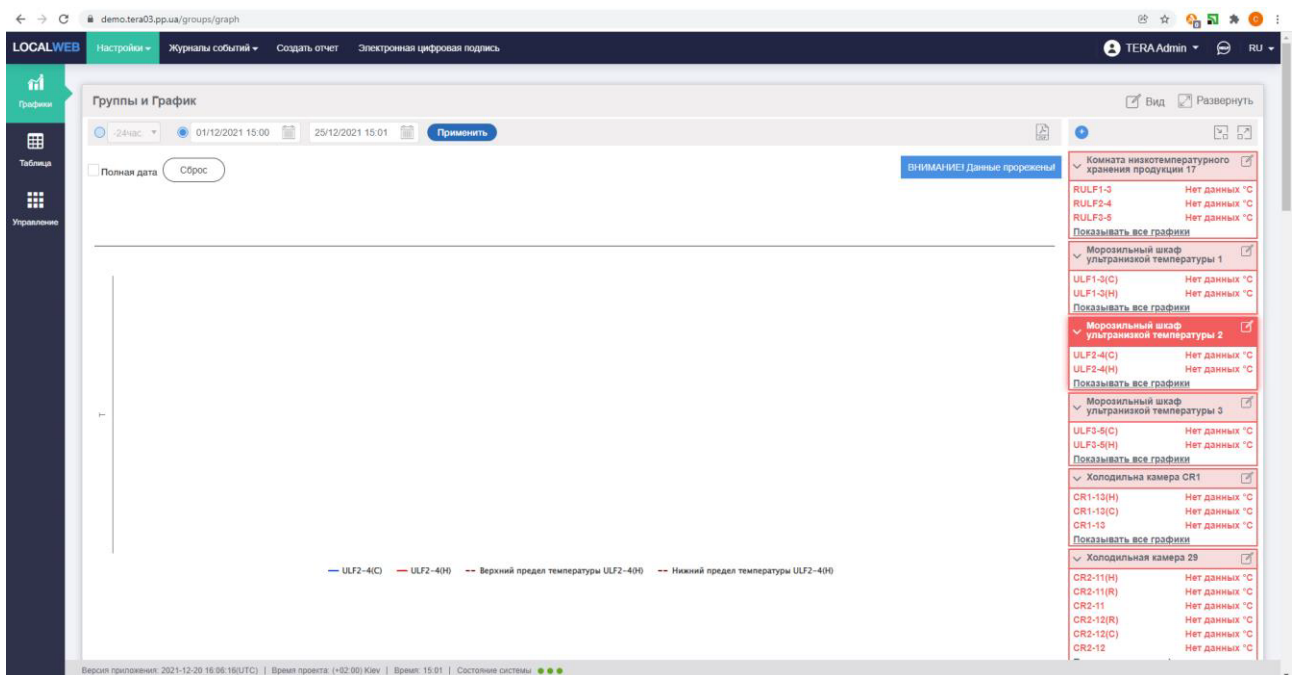 demo.tera03.pp.ua/groups/graph
LOCALWEB Настройки Журналы событий Создать отчет Электронная цифровая подпись TERA Admin RU
Графики
Таблица
Управление
Группы и График Вид Развернуть
-24час. 01/12/2021 15:00 25/12/2021 15:01 Применить
Полная дата Сброс ВНИМАНИЕ! Данные прорежены!
T
ULF2-4(C) ULF2-4(H) Верхний предел температуры ULF2-4(H) Нижний предел температуры ULF2-4(H)
Комната низкотемпературного
хранения продукции 17
RULF1-3 Нет данных °C
RULF2-4 Нет данных °C
RULF3-5 Нет данных °C
Показывать все графики
Морозильный шкаф
ультранизкой температуры 1
ULF1-3(C) Нет данных °C
ULF1-3(H) Нет данных °C
Показывать все графики
Морозильный шкаф
ультранизкой температуры 2
ULF2-4(C) Нет данных °C
ULF2-4(H) Нет данных °C
Показывать все графики
Морозильный шкаф
ультранизкой температуры 3
ULF3-5(C) Нет данных °C
ULF3-5(H) Нет данных °C
Показывать все графики
Холодильна камера CR1
CR1-13(H) Нет данных °C
CR1-13(C) Нет данных °C
CR1-13 Нет данных °C
Показывать все графики
Холодильная камера 29
CR2-11(H) Нет данных °C
CR2-11(R) Нет данных °C
CR2-11 Нет данных °C
CR2-12(R) Нет данных °C
CR2-12(C) Нет данных °C
CR2-12 Нет данных °C
Версия приложения: 2021-12-20 16:06:16(UTC) | Время проекта: (+02:00) Kiev | Время: 15:01 | Состояние системы